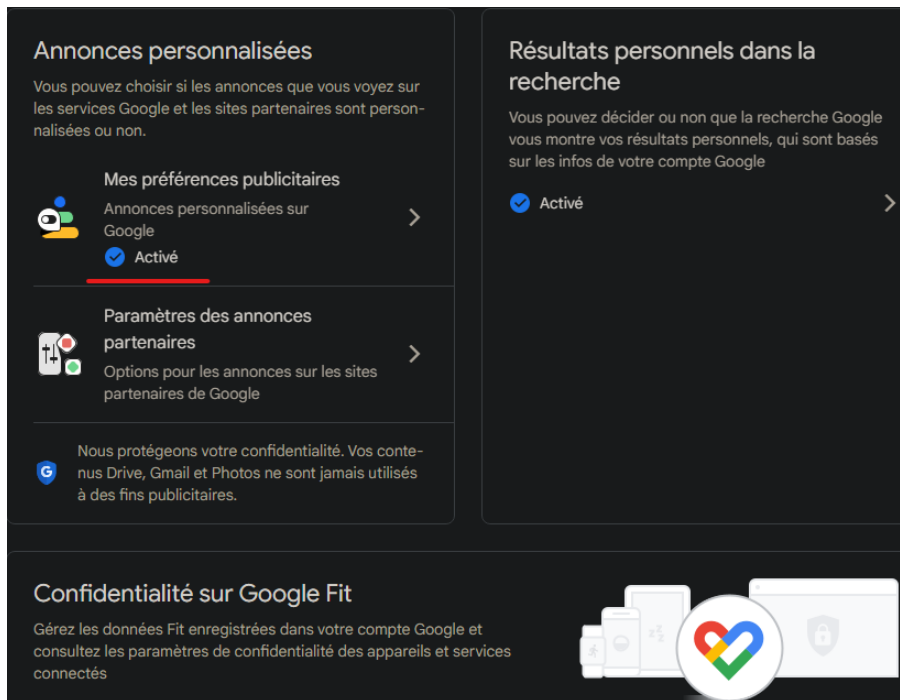 Annonces personnalisées
Vous pouvez choisir si les annonces que vous voyez sur
les services Google et les sites partenaires sont person-
nalisées ou non.
Mes préférences publicitaires
Annonces personnalisées sur
Google
Activé
Paramètres des annonces
partenaires
Options pour les annonces sur les sites
partenaires de Google
Nous protégeons votre confidentialité. Vos conte-
nus Drive, Gmail et Photos ne sont jamais utilisés
à des fins publicitaires.
Résultats personnels dans la
recherche
Vous pouvez décider ou non que la recherche Google
vous montre vos résultats personnels, qui sont basés
sur les infos de votre compte Google
Activé
Confidentialité sur Google Fit
Gérez les données Fit enregistrées dans votre compte Google et
consultez les paramètres de confidentialité des appareils et services
connectés